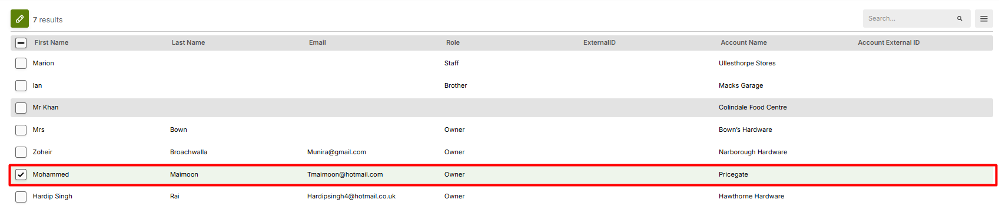 7 results Search...
First Name Last Name Email Role ExternalID Account Name Account External ID
Marion Staff Ullesthorpe Stores
Ian Brother Macks Garage
Mr Khan Colindale Food Centre
Mrs Bown Owner Bown's Hardware
Zoheir Broachwalla Munira@gmail.com Owner Narborough Hardware
Mohammed Maimoon Tmaimoon@hotmail.com Owner Pricegate
Hardip Singh Rai Hardipsingh4@hotmail.co.uk Owner Hawthorne Hardware